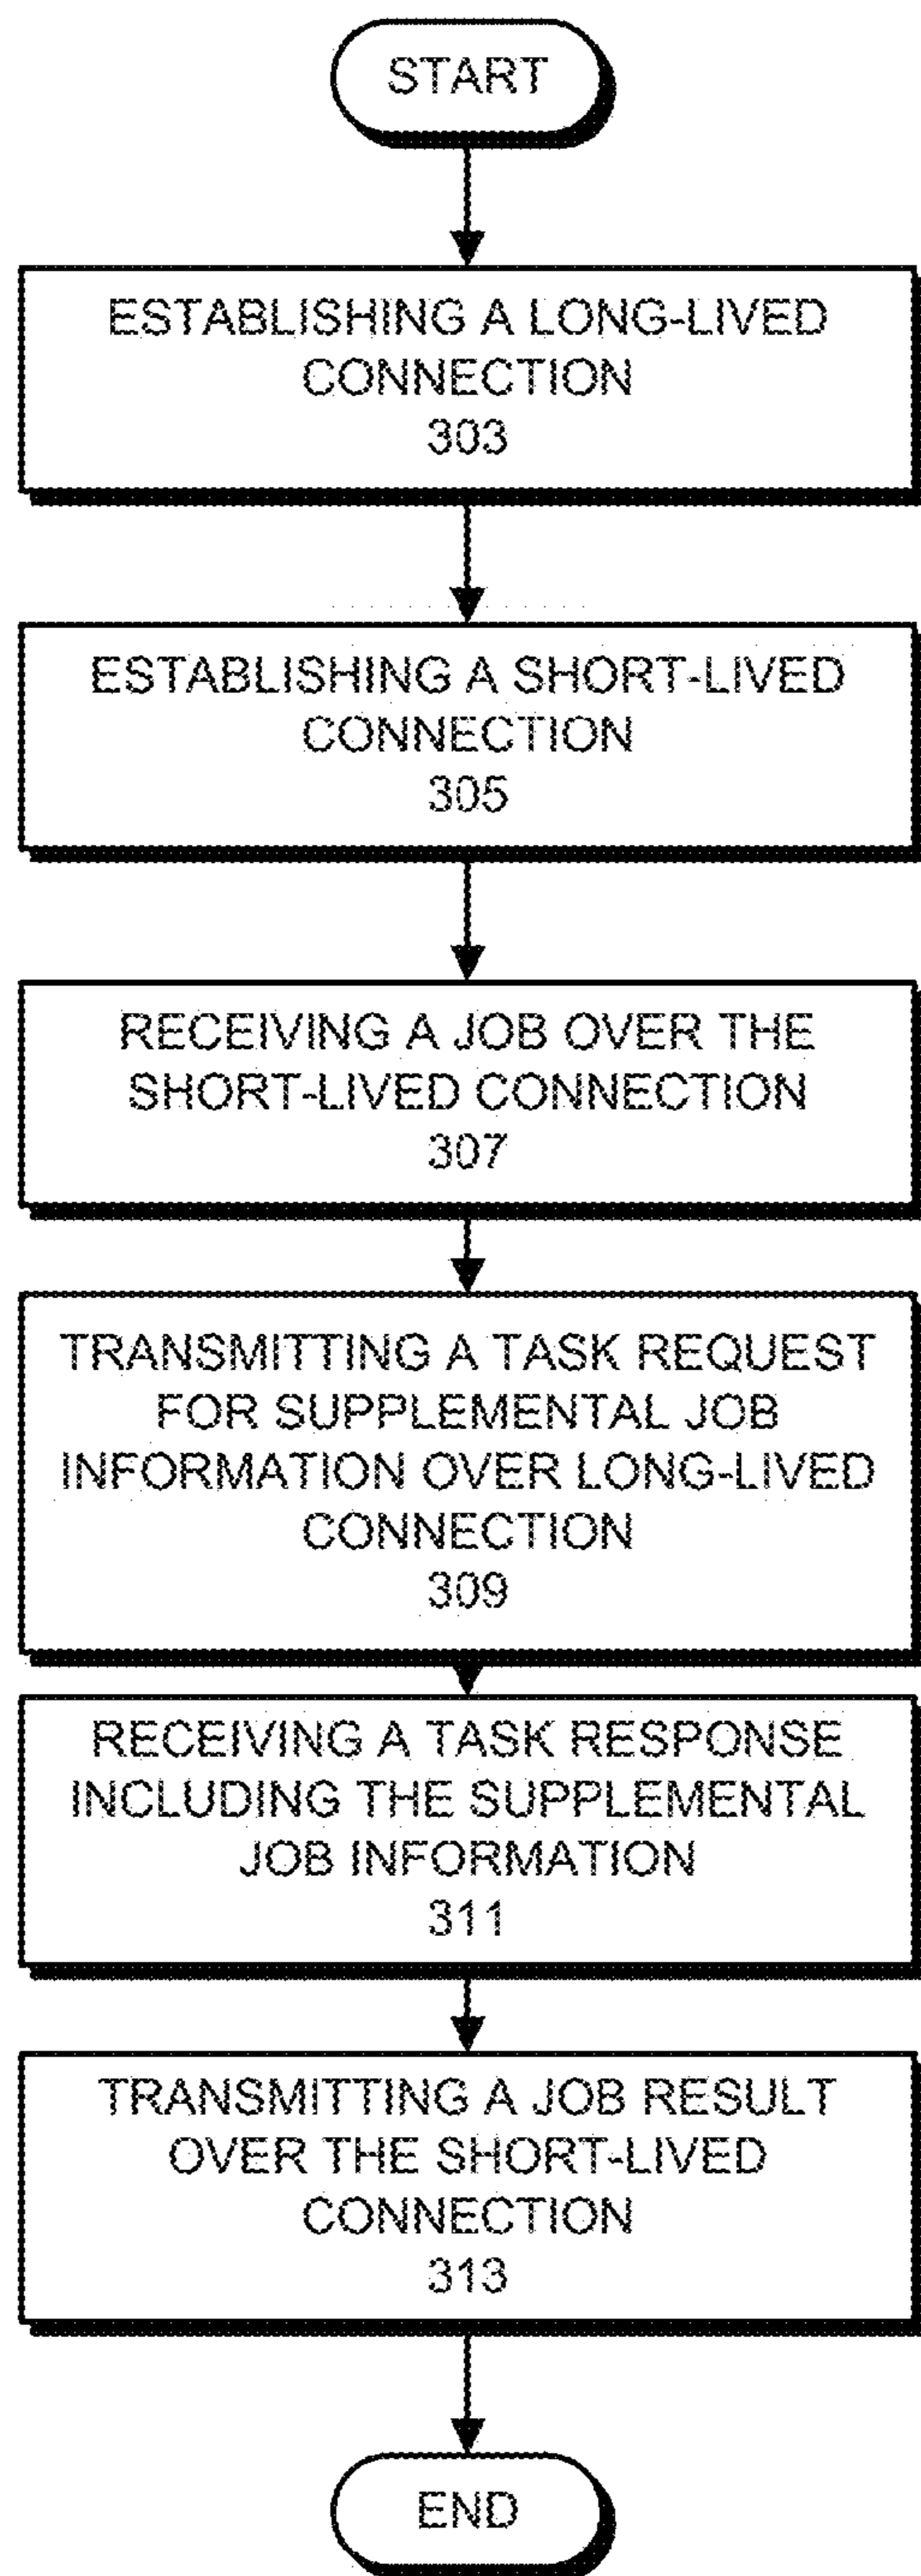 START
ESTABLISHING A LONG-LIVED
CONNECTION
303
ESTABLISHING A SHORT-LIVED
CONNECTION
305
RECEIVING A JOB OVER THE
SHORT-LIVED CONNECTION
307
TRANSMITTING A TASK REQUEST
FOR SUPPLEMENTAL JOB
INFORMATION OVER LONG-LIVED
CONNECTION
309
RECEIVING A TASK RESPONSE
INCLUDING THE SUPPLEMENTAL
JOB INFORMATION
311
TRANSMITTING A JOB RESULT
OVER THE SHORT-LIVED
CONNECTION
313
END